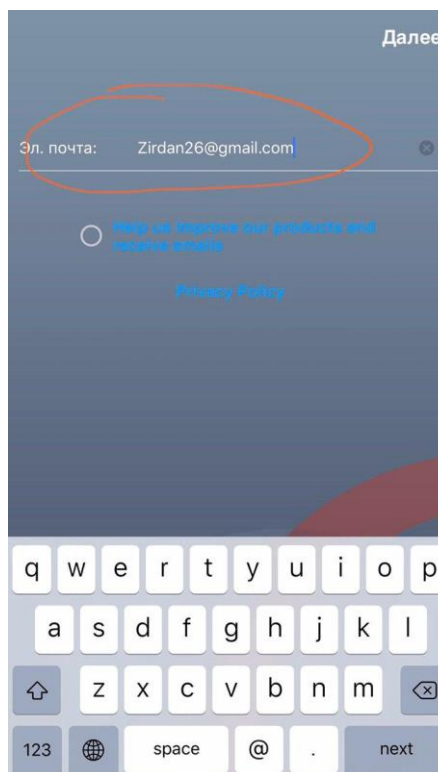 Далее
Эл. почта: Zirdan26@gmail.com
Help us improve our products and
receive emails
Privacy Policy
q w e r t y u i o p
a s d f g h j k l
z x c v b n m
123 space @ . next